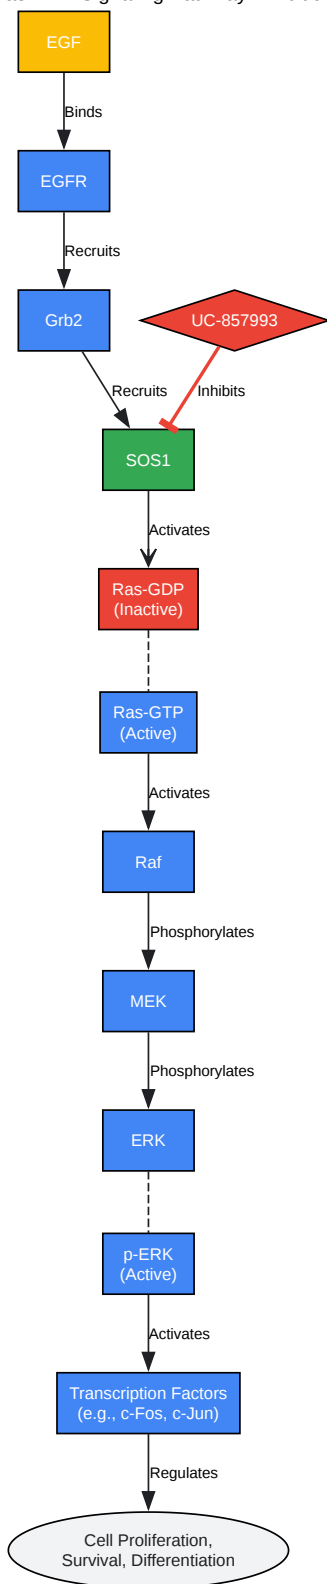 EGF
Binds
EGFR
Recruits
Grb2
UC-857993
Recruits
Inhibits
SOS1
Activates
Ras-GDP
(Inactive)
Ras-GTP
(Active)
Activates
Raf
Phosphorylates
MEK
Phosphorylates
ERK
p-ERK
(Active)
Activates
Transcription Factors
(e.g., c-Fos, c-Jun)
Regulates
Cell Proliferation,
Survival, Differentiation